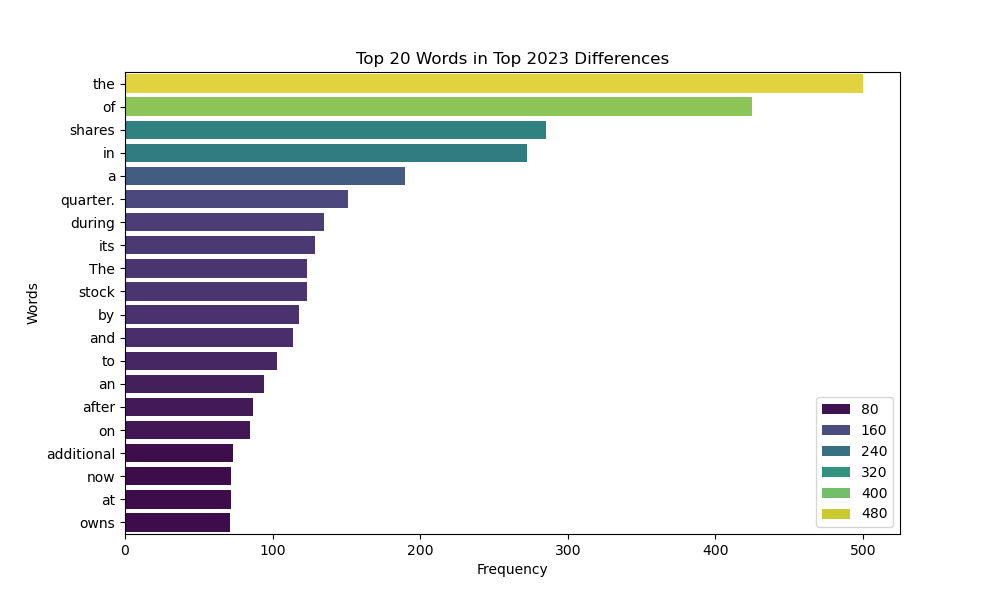 Top 20 Words in Top 2023 Differences
the
of
shares
in
a
quarter.
during
its
The
stock
by
and
to
an
after
on
additional
now
at
owns
Words
80
160
240
320
400
480
0 100 200 300 400 500
Frequency